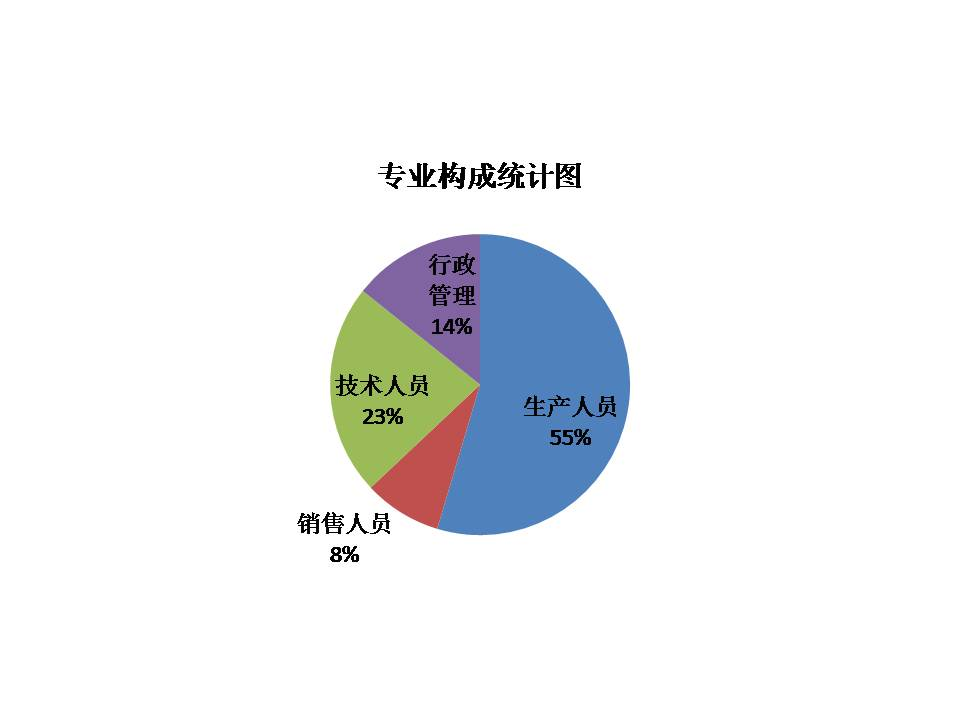 专业构成统计图
行政
管理
14%
技术人员
23%
生产人员
55%
销售人员
8%